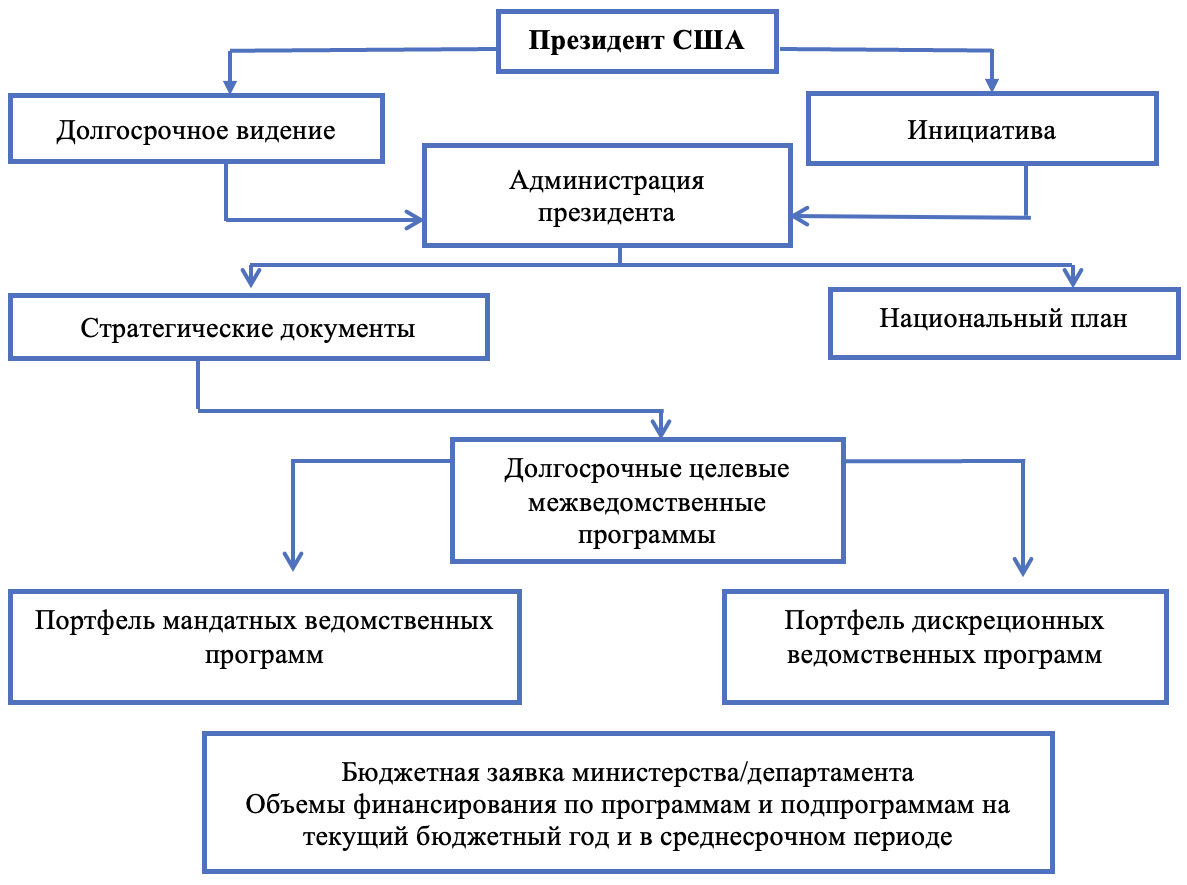 Президент США
Долгосрочное видение
Инициатива
Администрация
президента
Стратегические документы
Национальный план
Долгосрочные целевые
межведомственные
программы
Портфель мандатных ведомственных
программ
Портфель дискреционных
ведомственных программ
Бюджетная заявка министерства/департамента
Объемы финансирования по программам и подпрограммам на
текущий бюджетный год и в среднесрочном периоде